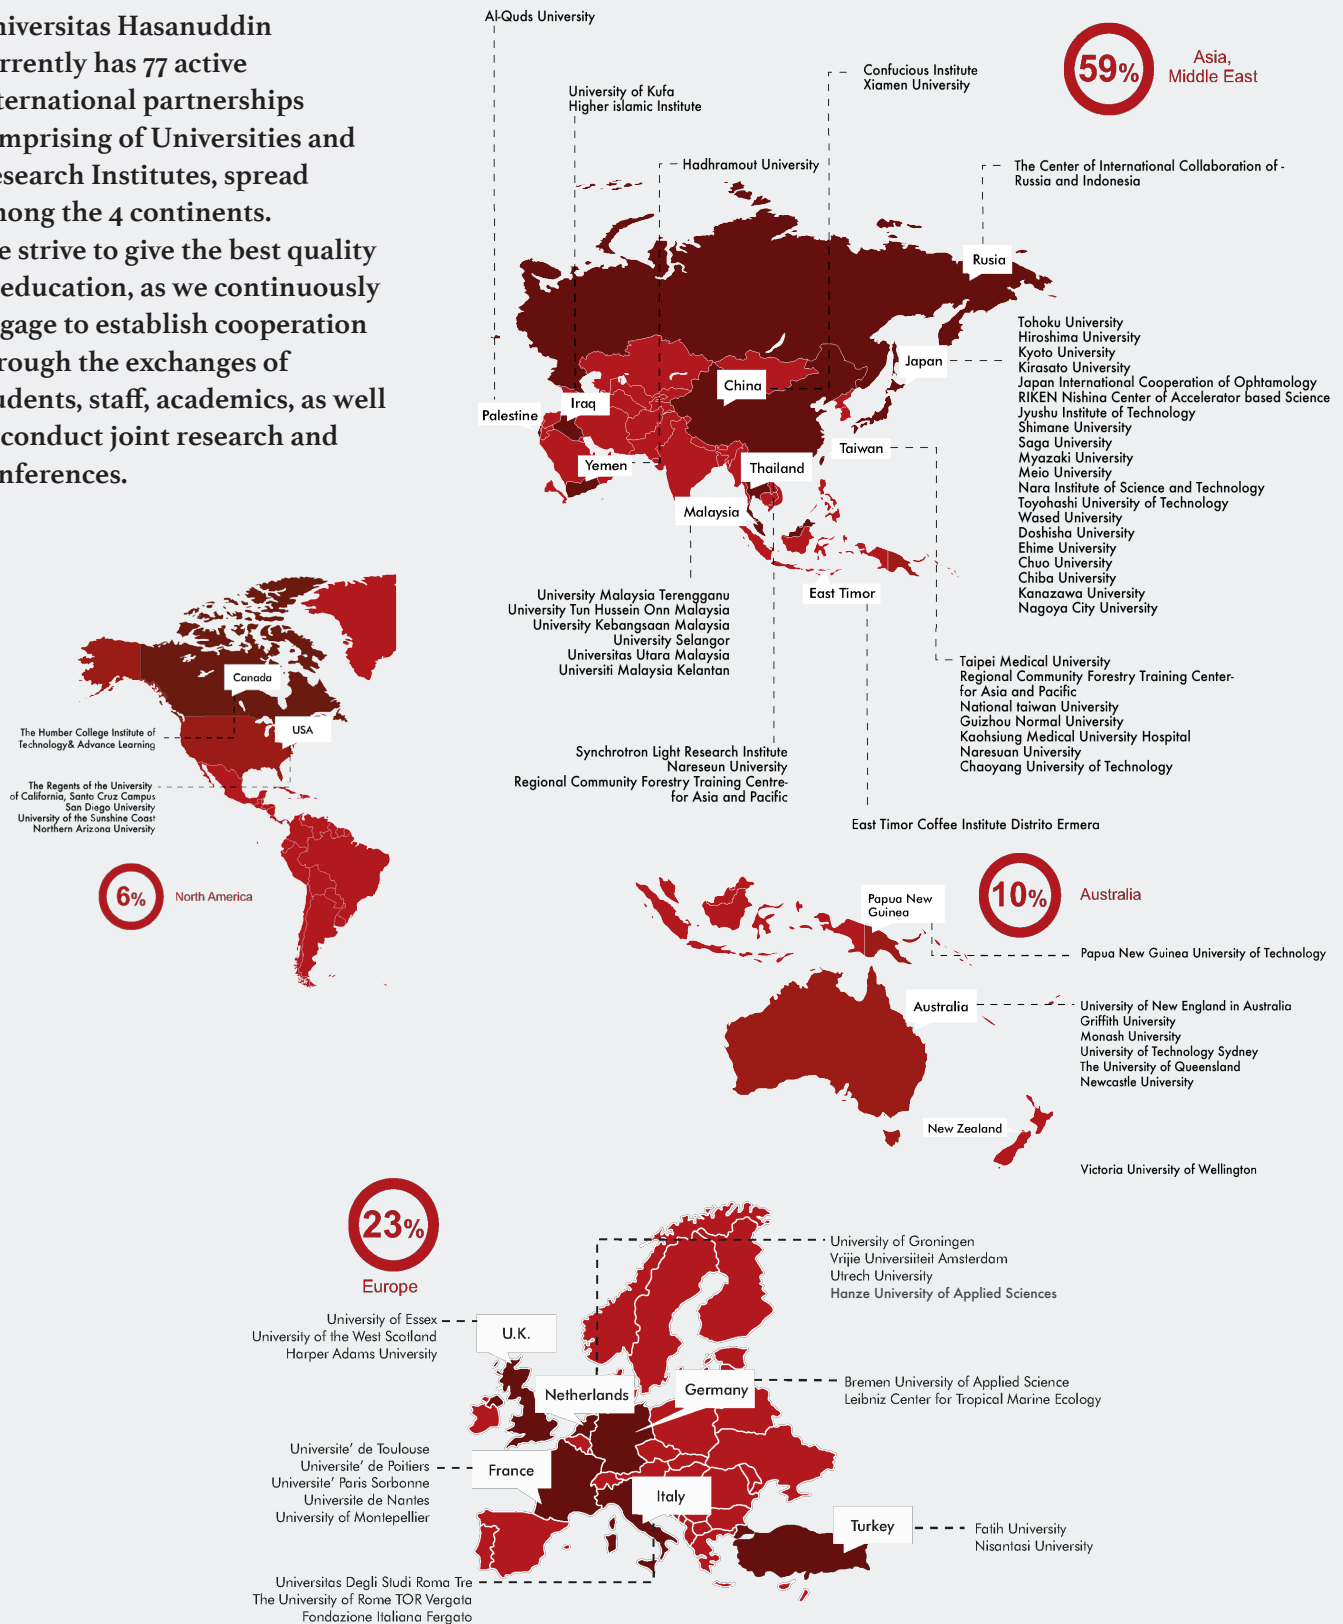 niversitas Hasanuddin
rrently has 77 active
ternational partnerships
mprising of Universities and
esearch Institutes, spread
nong the 4 continents.
e strive to give the best quality
education, as we continuously
gage to establish cooperation
rough the exchanges of
udents, staff, academics, as well
conduct joint research and
nferences.
Al-Quds University
University of Kufa
Higher islamic Institute
Confucious Institute
Xiamen University
59%
Asia,
Middle East
Hadhramout University
The Center of International Collaboration of -
Russia and Indonesia
Rusia
Japan
China
Iraq
Palestine
Taiwan
Yemen
Thailand
Malaysia
East Timor
Tohoku University
Hiroshima University
Kyoto University
Kirasato University
Japan International Cooperation of Ophtamology
RIKEN Nishina Center of Accelerator based Science
Jyushu Institute of Technology
Shimane University
Saga University
Myazaki University
Meio University
Nara Institute of Science and Technology
Toyohashi University of Technology
Wased University
Doshisha University
Ehime University
Chuo University
Chiba University
Kanazawa University
Nagoya City University
University Malaysia Terengganu
University Tun Hussein Onn Malaysia
University Kebangsaan Malaysia
University Selangor
Universitas Utara Malaysia
Universiti Malaysia Kelantan
Taipei Medical University
Regional Community Forestry Training Center-
for Asia and Pacific
National taiwan University
Guizhou Normal University
Kaohsiung Medical University Hospital
Naresuan University
Chaoyang University of Technology
Synchrotron Light Research Institute
Nareseun University
Regional Community Forestry Training Centre-
for Asia and Pacific
East Timor Coffee Institute Distrito Ermera
Canada
USA
The Humber College Institute of
Technology& Advance Learning
The Regents of the University
of California, Santa Cruz Campus
San Diego University
University of the Sunshine Coast
Northern Arizona University
6%
North America
10%
Australia
Papua New
Guinea
Papua New Guinea University of Technology
Australia
University of New England in Australia
Griffith University
Monash University
University of Technology Sydney
The University of Queensland
Newcastle University
New Zealand
Victoria University of Wellington
23%
Europe
University of Groningen
Vrijie Universiiteit Amsterdam
Utrech University
Hanze University of Applied Sciences
University of Essex
University of the West Scotland
Harper Adams University
U.K.
Netherlands
Germany
Bremen University of Applied Science
Leibniz Center for Tropical Marine Ecology
Universite' de Toulouse
Universite' de Poitiers
Universite' Paris Sorbonne
Universite de Nantes
University of Montepellier
France
Italy
Turkey
Fatih University
Nisantasi University
Universitas Degli Studi Roma Tre
The University of Rome TOR Vergata
Fondazione Italiana Fergato